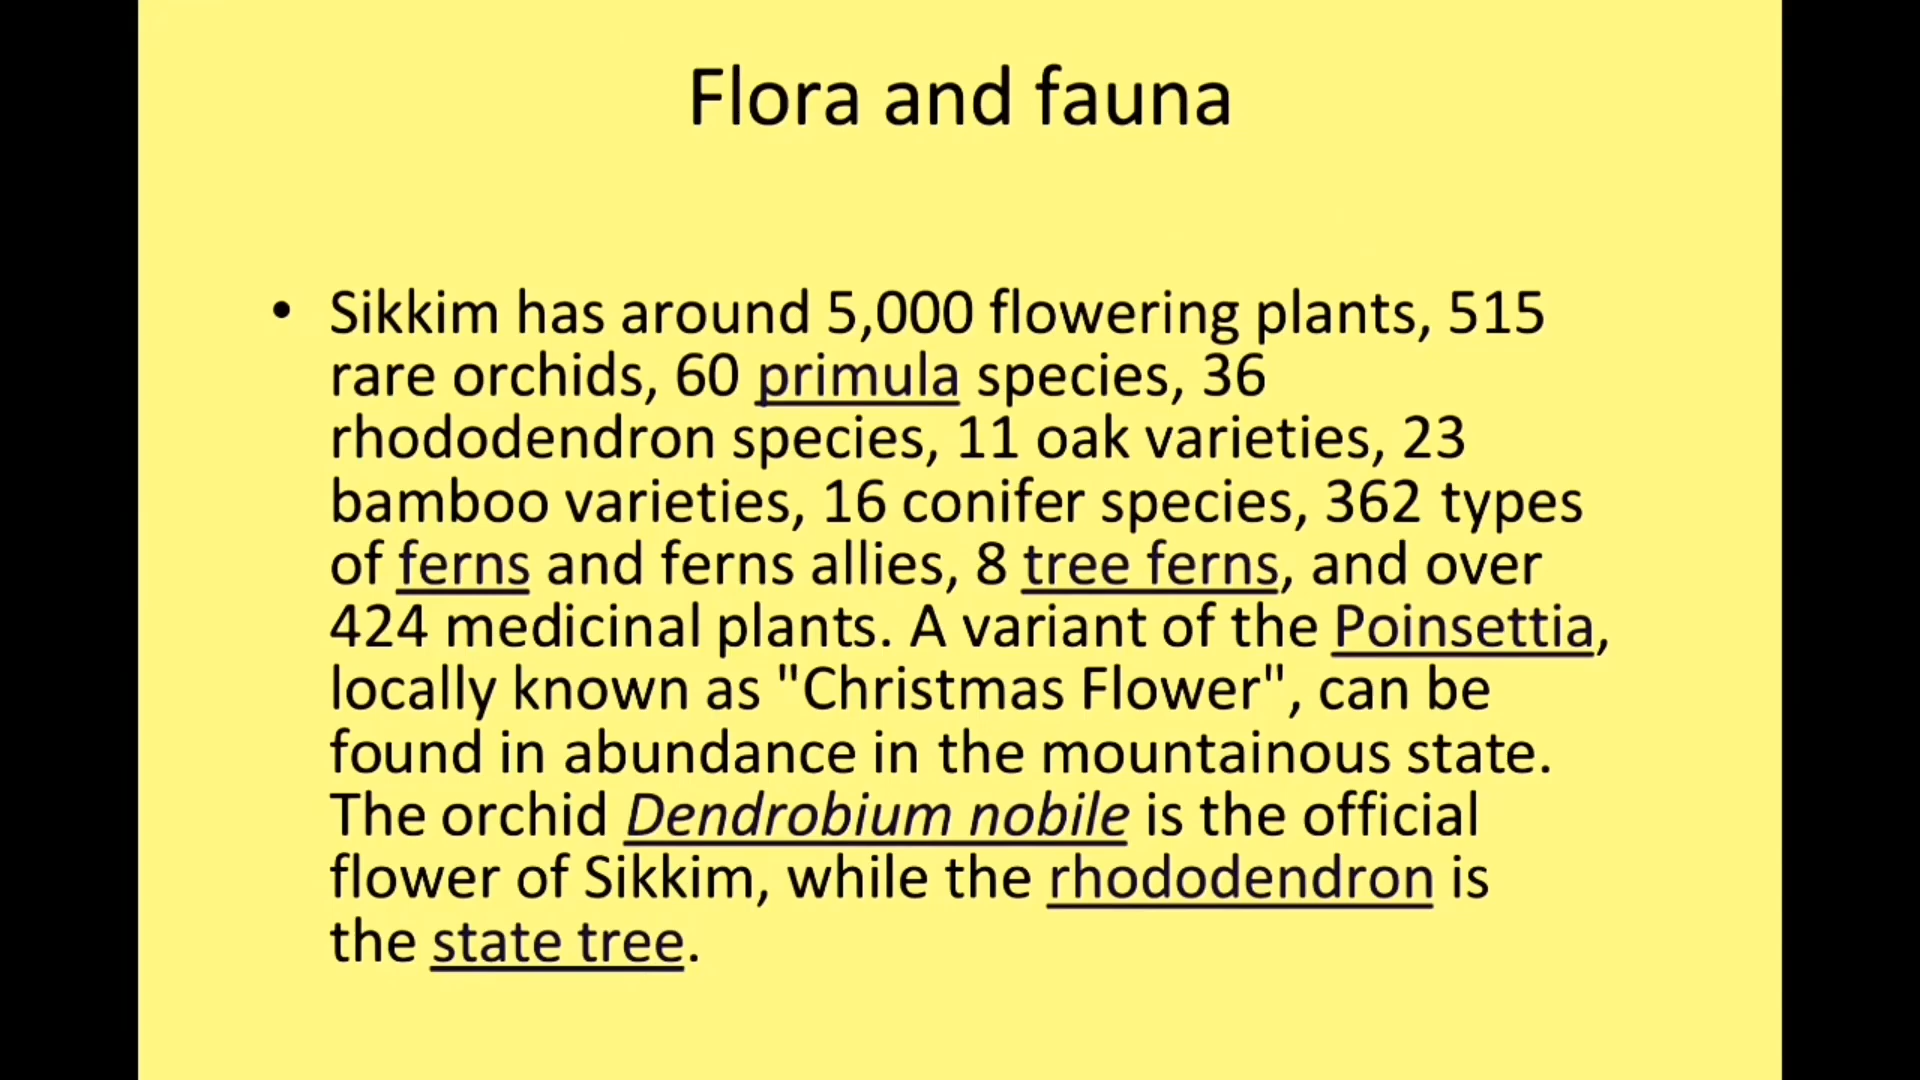 Flora and fauna
• Sikkim has around 5,000 flowering plants, 515
rare orchids, 60 primula species, 36
rhododendron species, 11 oak varieties, 23
bamboo varieties, 16 conifer species, 362 types
of ferns and ferns allies, 8 tree ferns, and over
424 medicinal plants. A variant of the Poinsettia,
locally known as "Christmas Flower", can be
found in abundance in the mountainous state.
The orchid Dendrobium nobile is the official
flower of Sikkim, while the rhododendron is
the state tree.